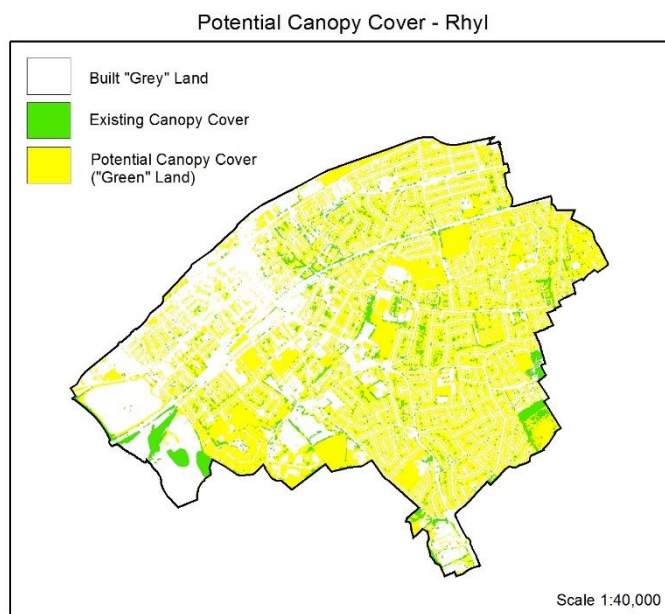 Potential Canopy Cover - Rhyl
Built "Grey" Land
Existing Canopy Cover
Potential Canopy Cover
("Green" Land)
Scale 1:40,000